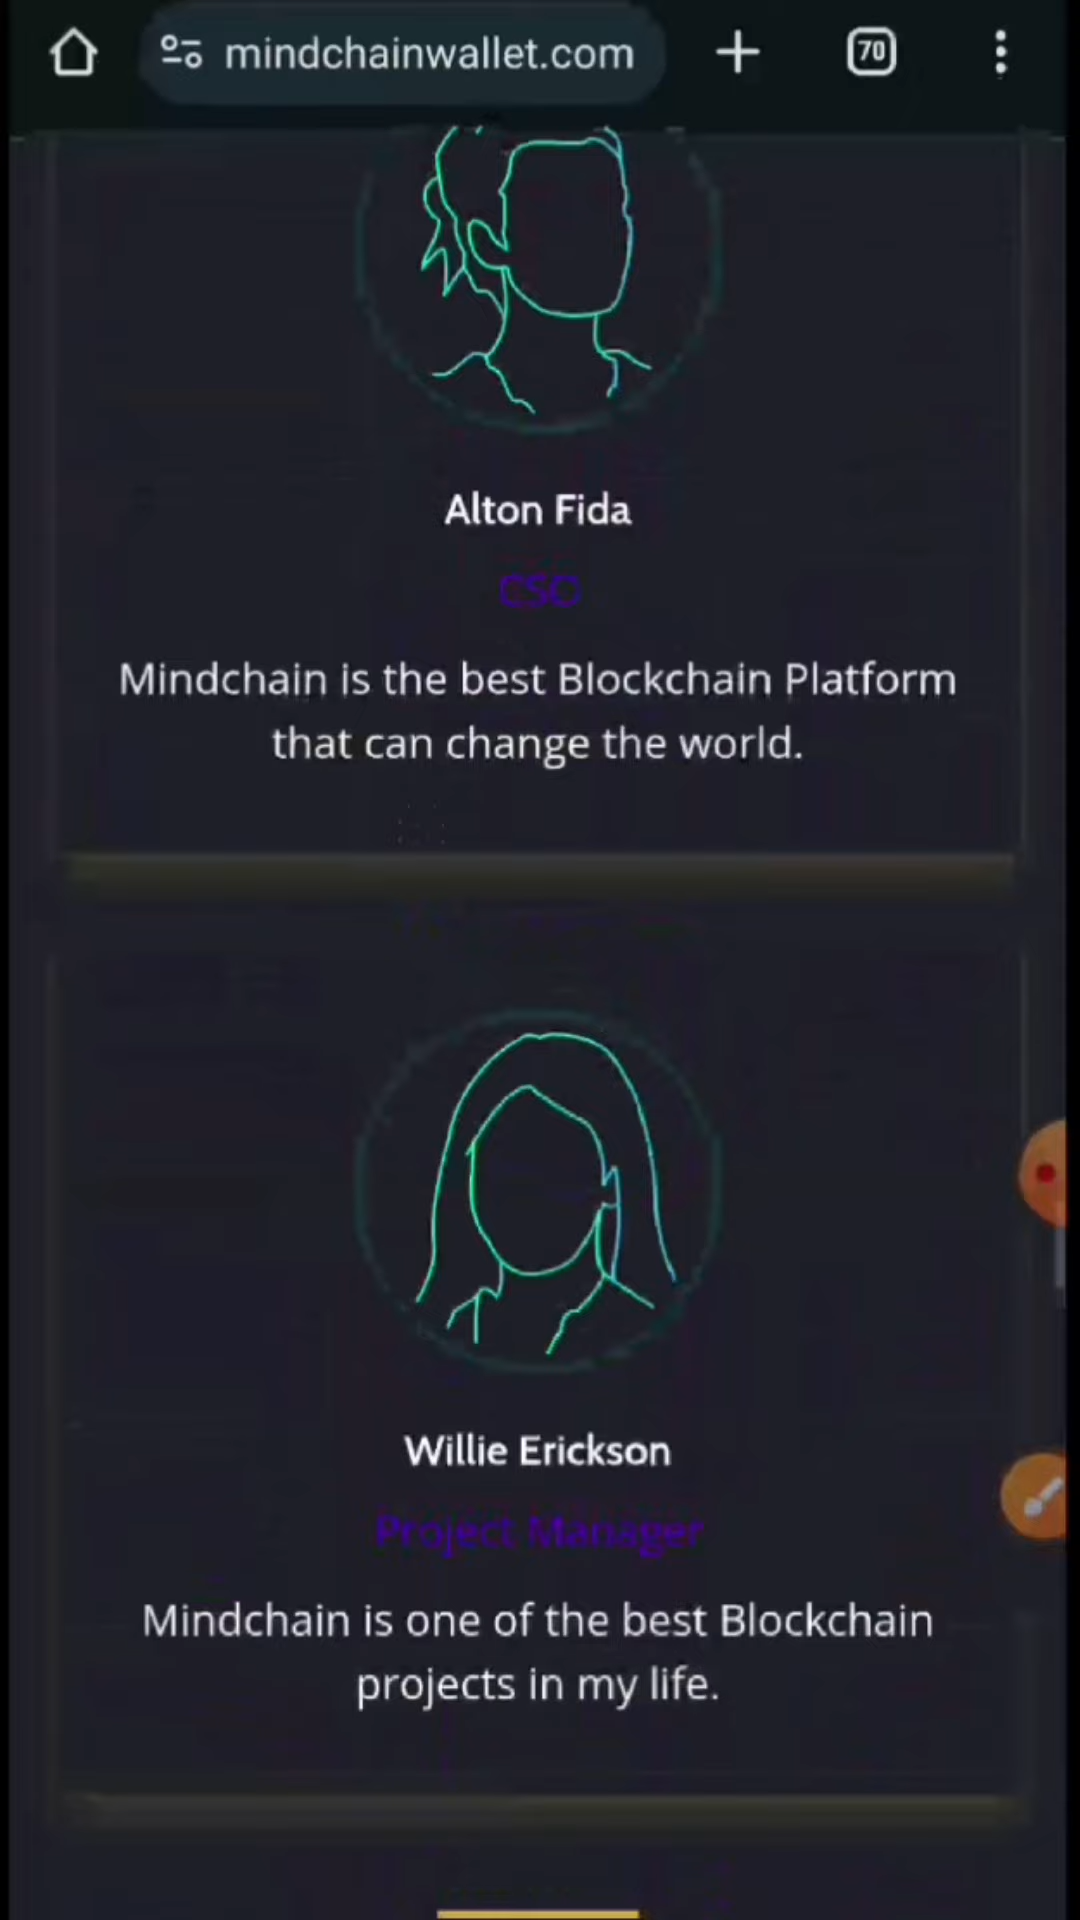 mindchainwallet.com
70
Alton Fida
CSO
Mindchain is the best Blockchain Platform
that can change the world.
Willie Erickson
Project Manager
Mindchain is one of the best Blockchain
projects in my life.